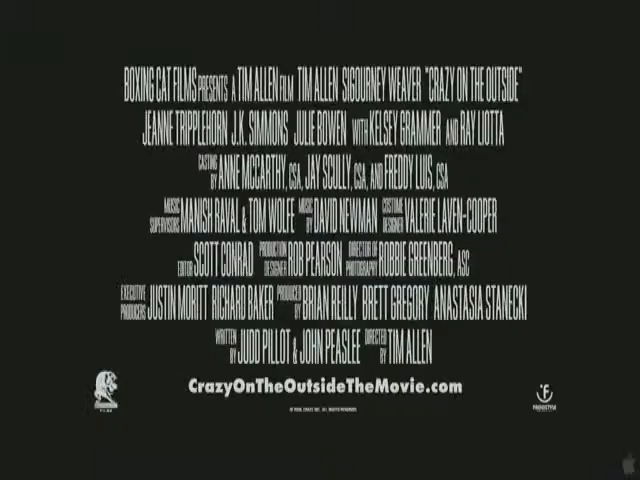 BOXING CAT FILMS PRESENTS A TIM ALLEN FILM TIM ALLEN SIGOURNEY WEAVER "CRAZY ON THE OUTSIDE"
JEANNE TRIPPLEHORN J.K. SIMMONS JULIE BOWEN WITH KELSEY GRAMMER AND RAY LIOTTA
CASTING BY ANNE MCCARTHY, CSA, JAY SCULLY, CSA, AND FREDDY LUIS, CSA
MUSIC SUPERVISORS MANISH RAVAL & TOM WOLFE MUSIC BY DAVID NEWMAN COSTUME DESIGNER VALERIE LAVEN-COOPER
EDITOR SCOTT CONRAD PRODUCTION DESIGNER ROB PEARSON DIRECTOR OF PHOTOGRAPHY ROBBIE GREENBERG, ASC
EXECUTIVE PRODUCERS JUSTIN MORITT RICHARD BAKER PRODUCED BY BRIAN REILLY BRETT GREGORY ANASTASIA STANECKI
WRITTEN BY JUDD PILLOT & JOHN PEASLEE DIRECTED BY TIM ALLEN
CrazyOnTheOutsideTheMovie.com
FREESTYLE